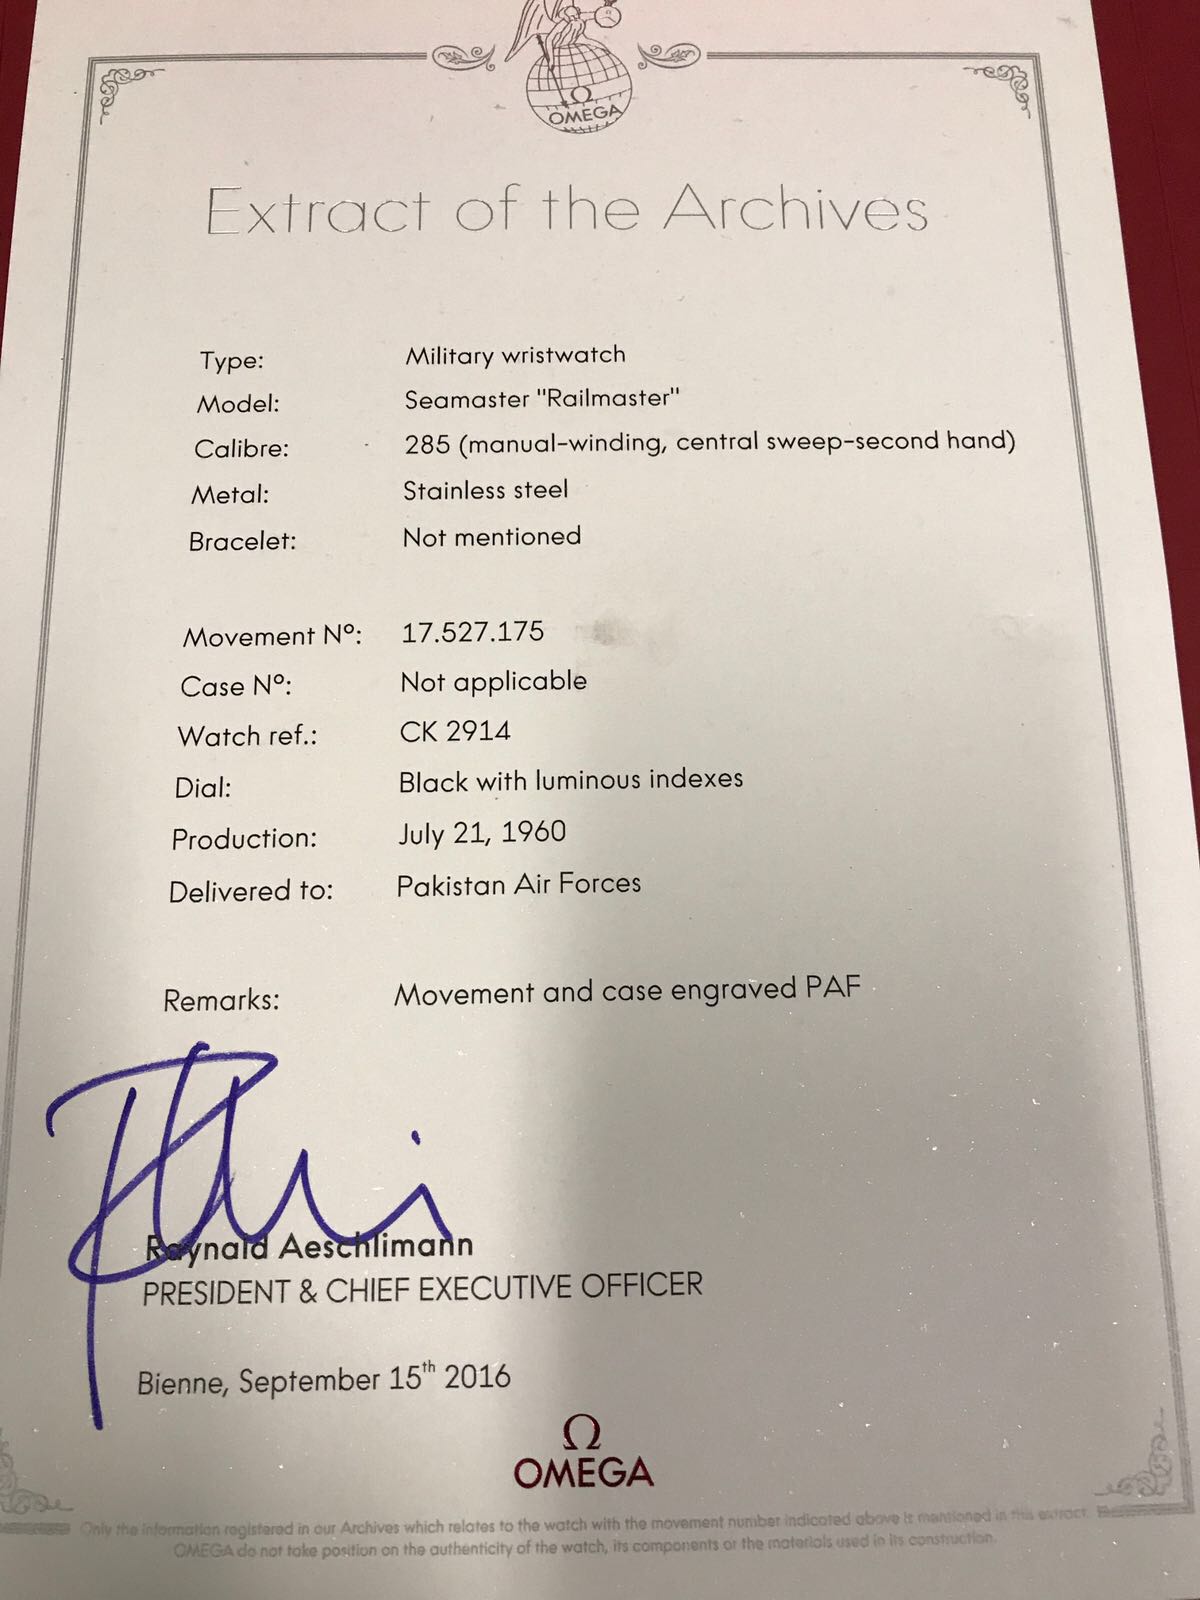 Ω
OMEGA
Extract of the Archives
Type: Military wristwatch
Model: Seamaster "Railmaster"
Calibre: 285 (manual-winding, central sweep-second hand)
Metal: Stainless steel
Bracelet: Not mentioned
Movement Nº: 17.527.175
Case Nº: Not applicable
Watch ref.: CK 2914
Dial: Black with luminous indexes
Production: July 21, 1960
Delivered to: Pakistan Air Forces
Remarks: Movement and case engraved PAF
Raynald Aeschlimann
PRESIDENT & CHIEF EXECUTIVE OFFICER
Bienne, September 15th 2016
Ω
OMEGA
Only the information registered in our Archives which relates to the watch with the movement number indicated above is mentioned in this extract.
OMEGA do not take position on the authenticity of the watch, its components or the materials used in its construction.